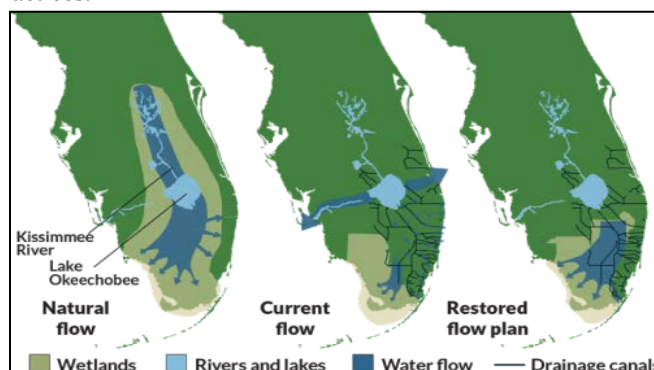 Kissimmee
River
Lake
Okeechobee
Natural
flow
Current
flow
Restored
flow plan
Wetlands
Rivers and lakes
Water flow
Drainage canals